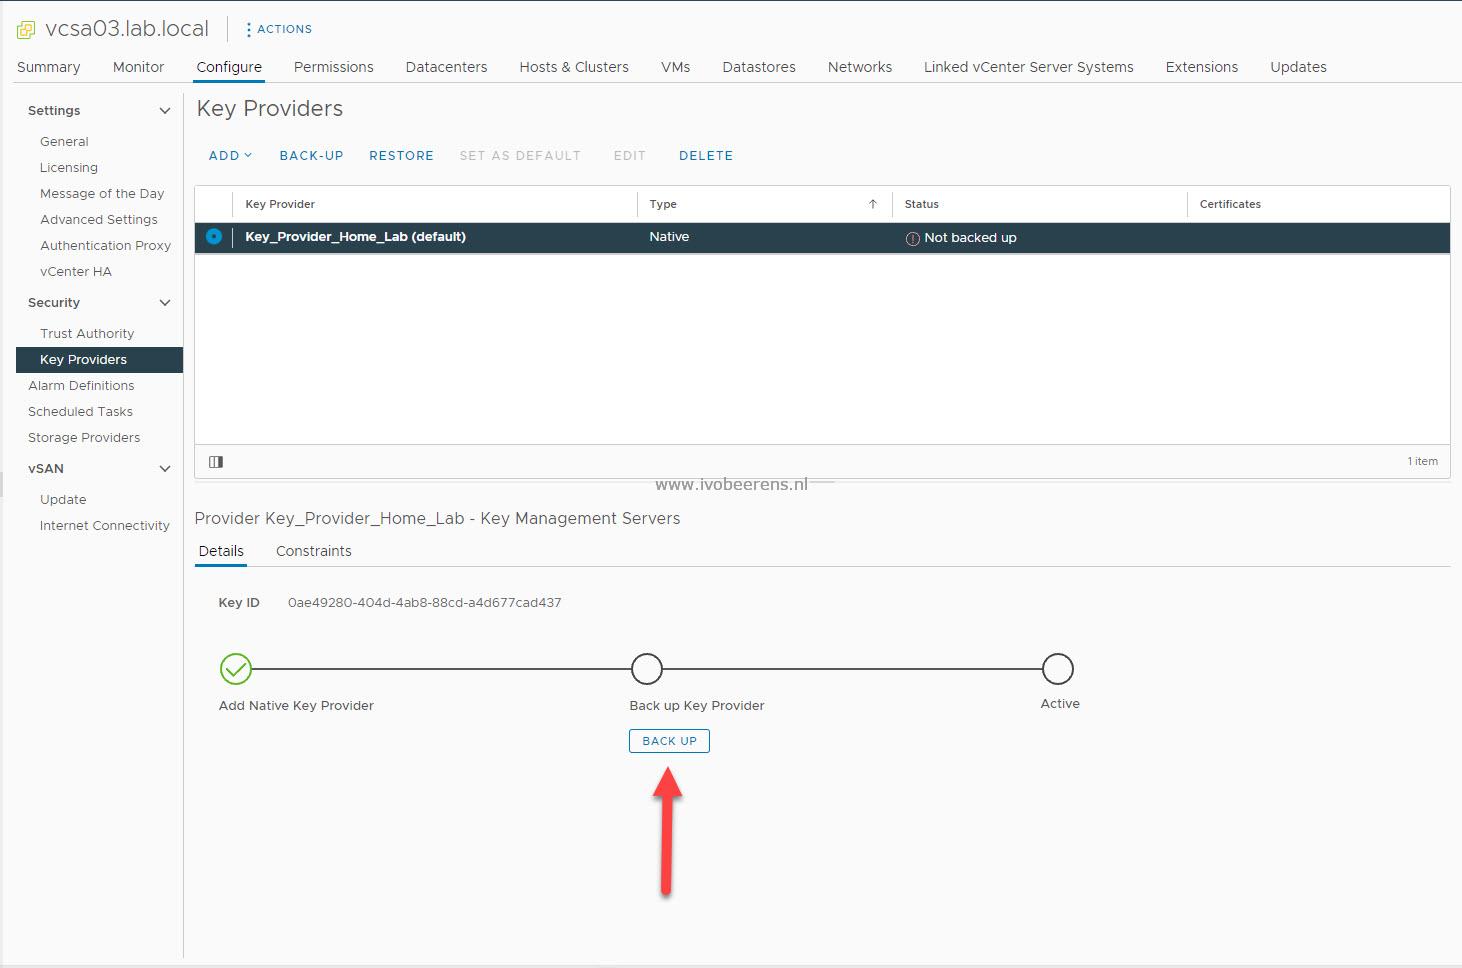 vcsa03.lab.local ACTIONS
Summary Monitor Configure Permissions Datacenters Hosts & Clusters VMs Datastores Networks Linked vCenter Server Systems Extensions Updates
Settings
General
Licensing
Message of the Day
Advanced Settings
Authentication Proxy
vCenter HA
Security
Trust Authority
Key Providers
Alarm Definitions
Scheduled Tasks
Storage Providers
vSAN
Update
Internet Connectivity
Key Providers
ADD BACK-UP RESTORE SET AS DEFAULT EDIT DELETE
Key Provider Type Status Certificates
Key_Provider_Home_Lab (default) Native Not backed up
1 item
www.ivobeerens.nl
Provider Key_Provider_Home_Lab - Key Management Servers
Details Constraints
Key ID 0ae49280-404d-4ab8-88cd-a4d677cad437
Add Native Key Provider Back up Key Provider Active
BACK UP